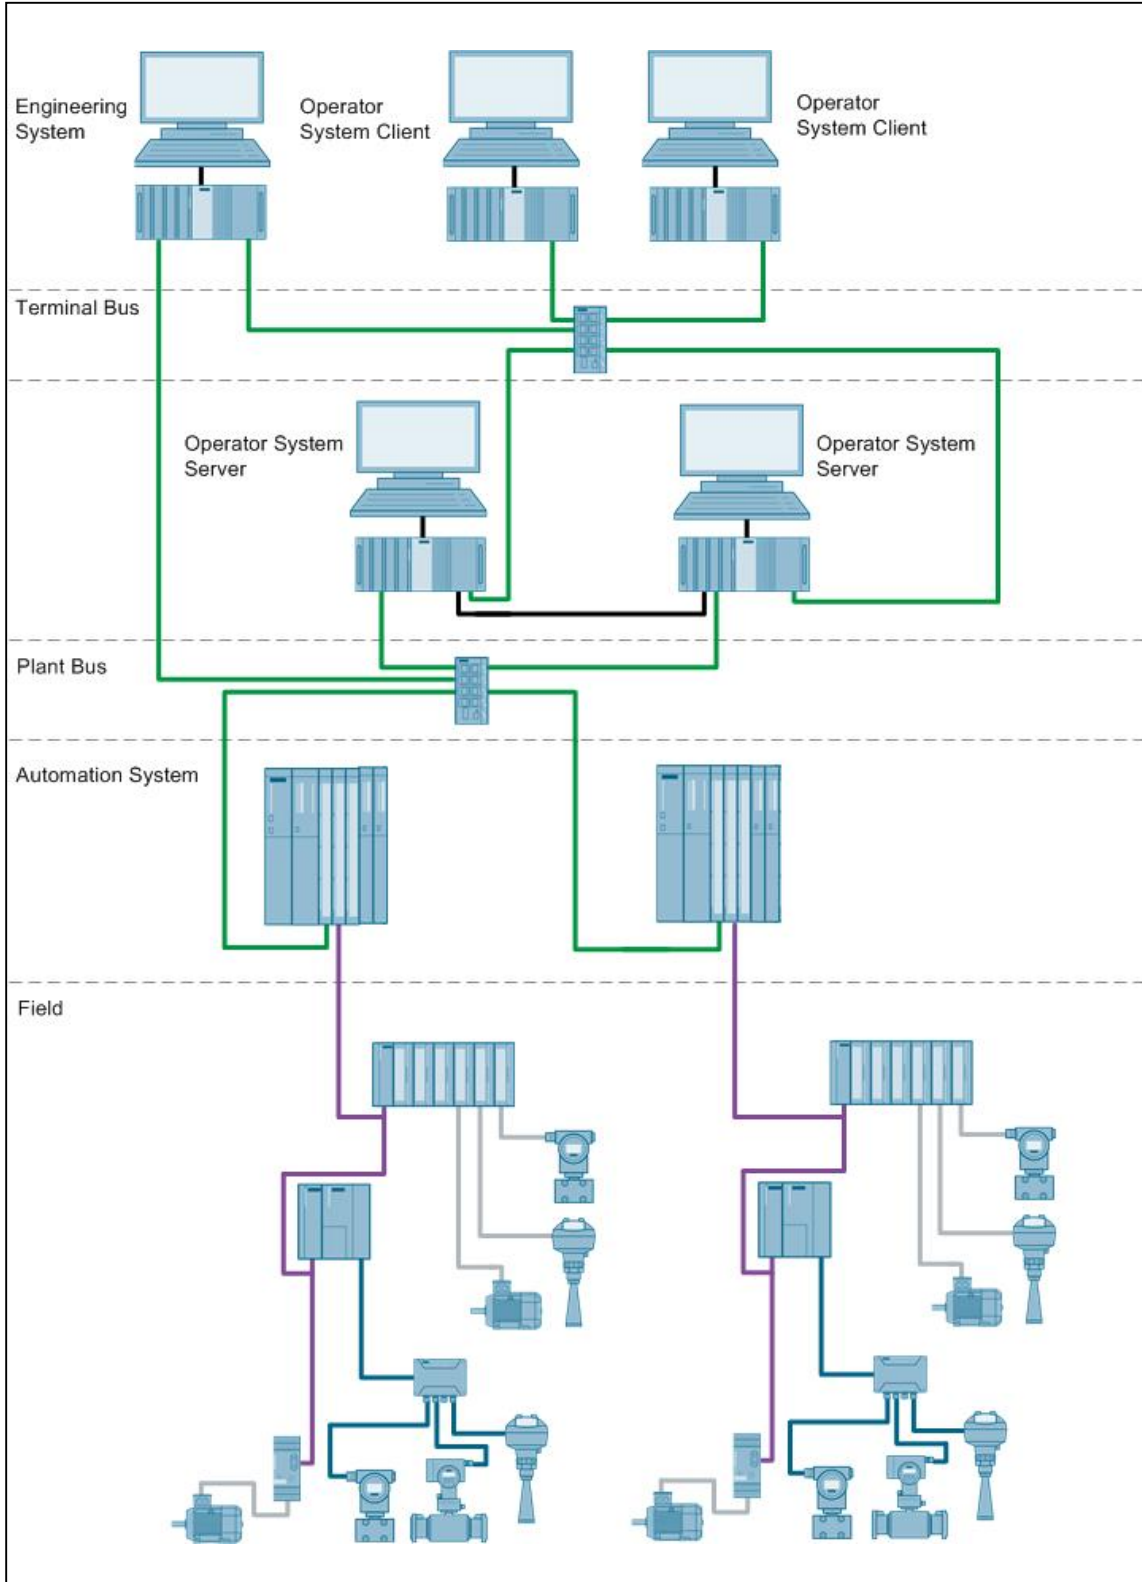 Engineering
System
Operator
System Client
Operator
System Client
Terminal Bus
Operator System
Server
Operator System
Server
Plant Bus
Automation System
Field